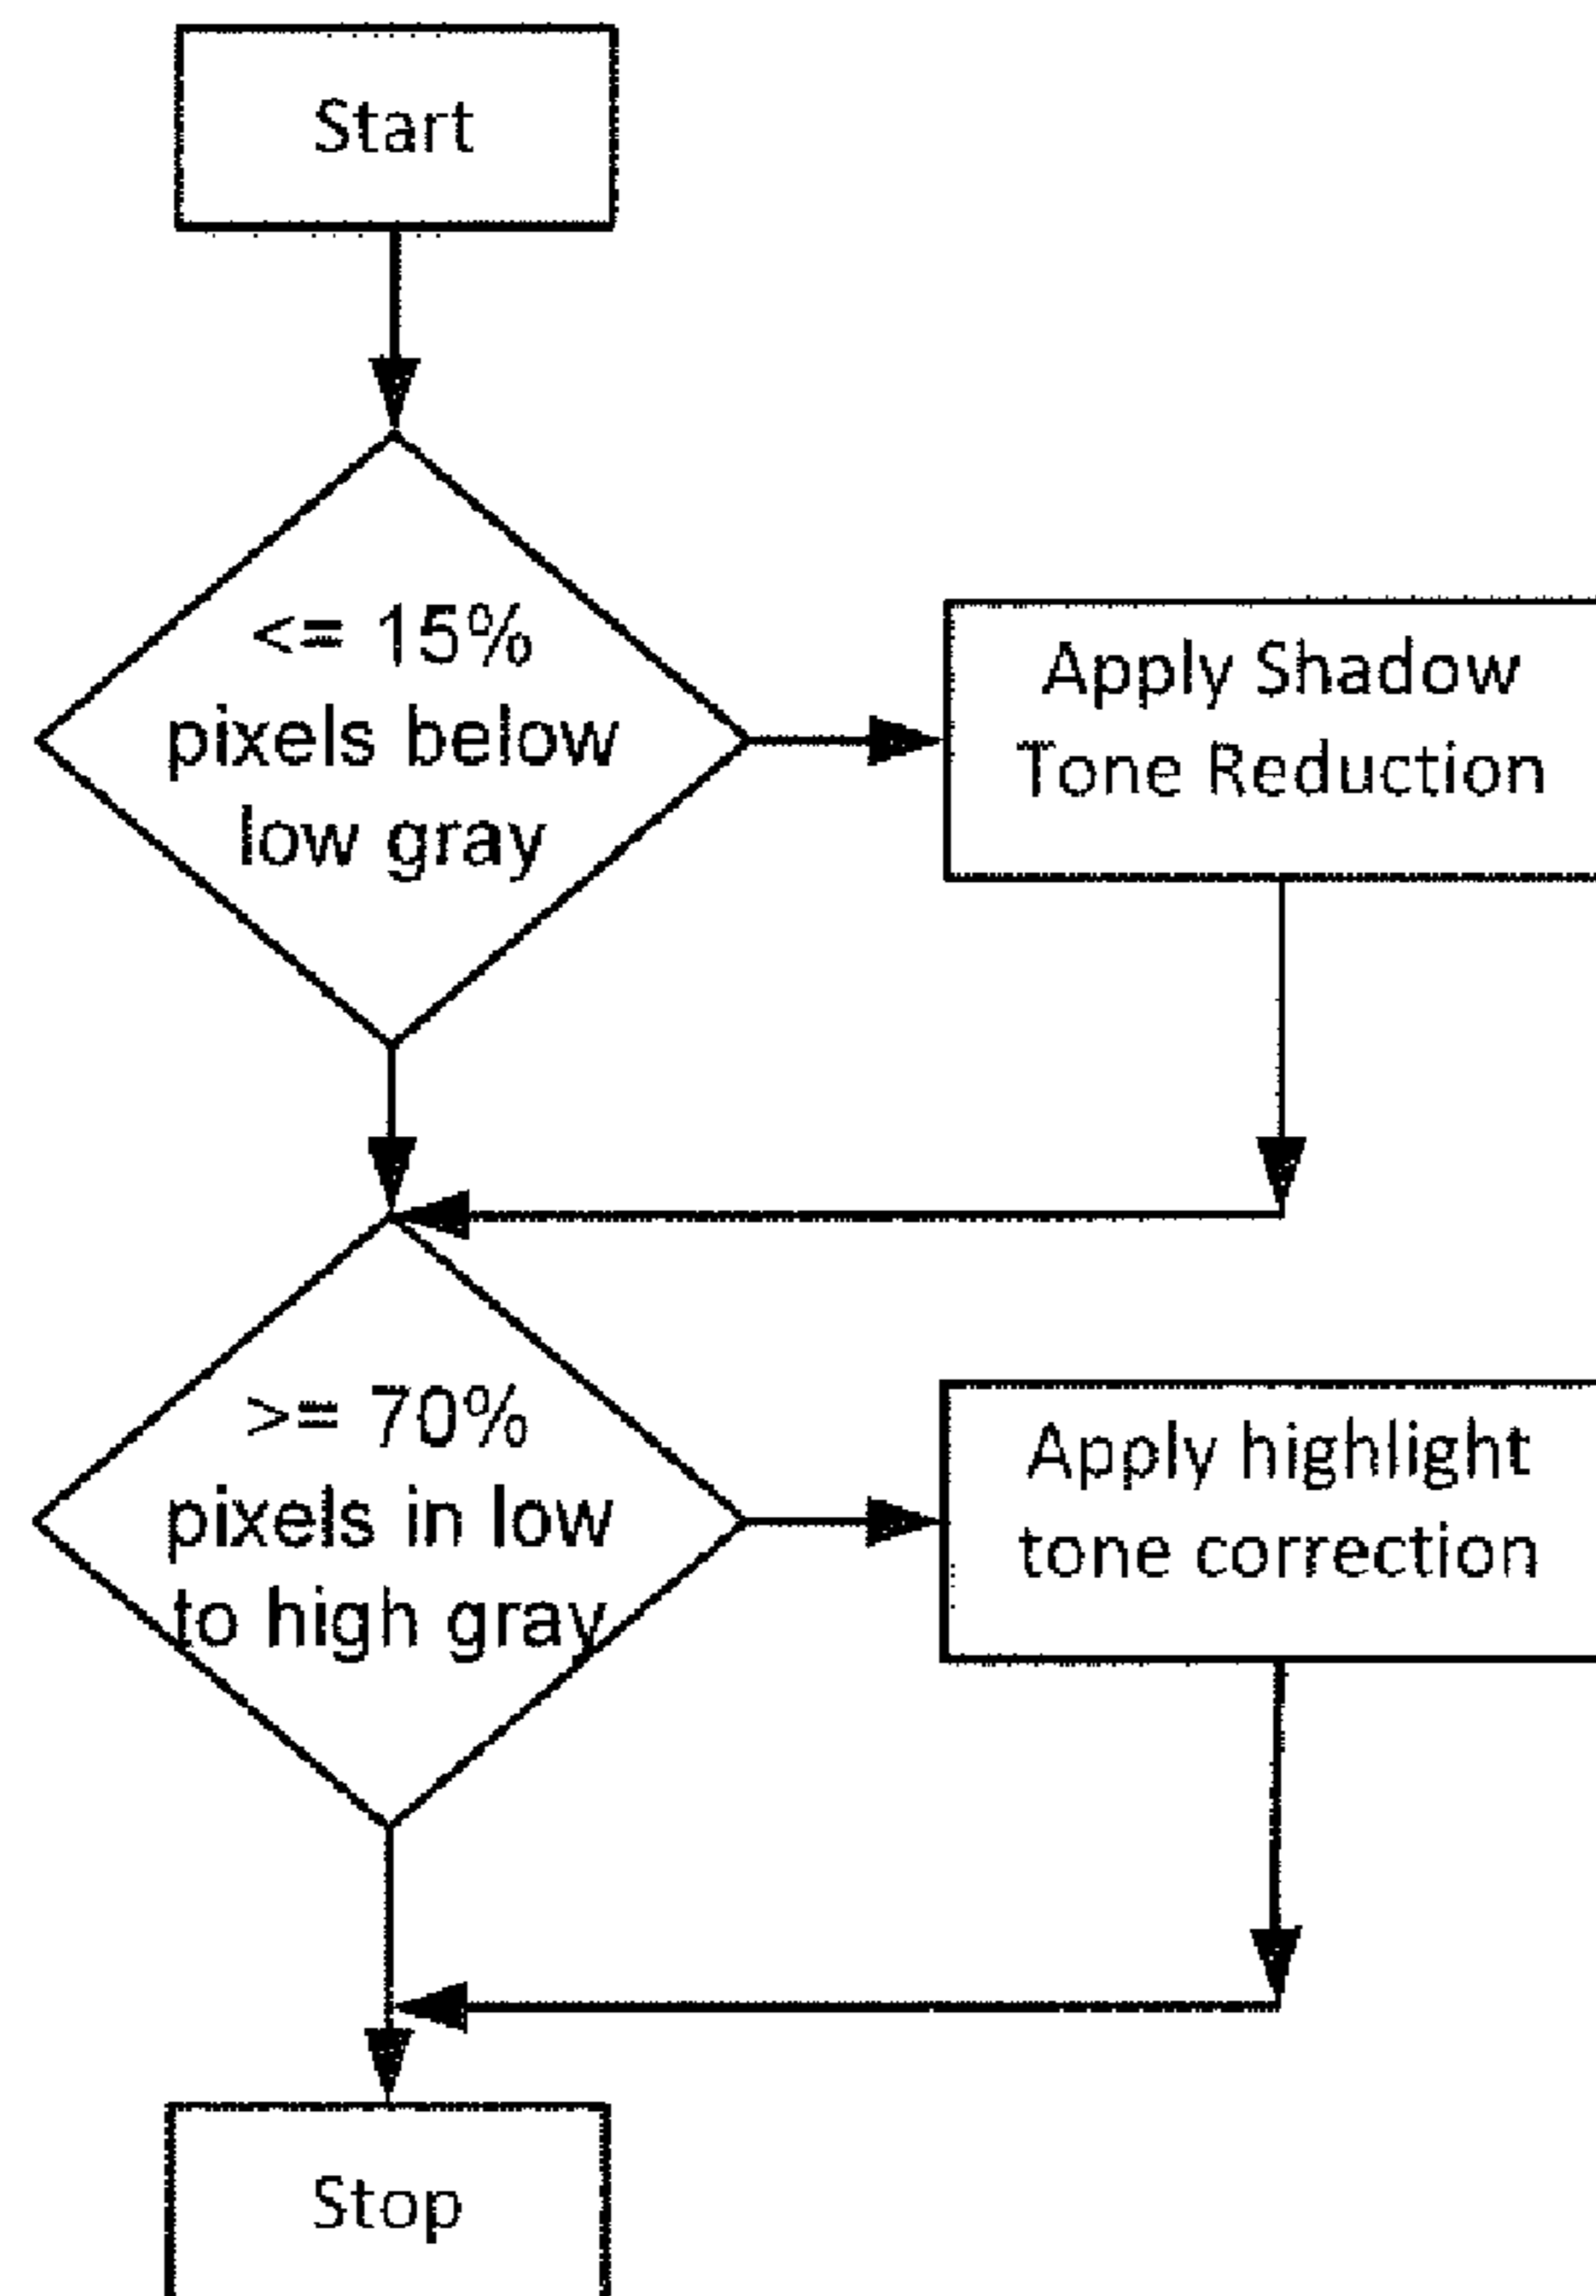 Start
<= 15%
pixels below
low gray
Apply Shadow
Tone Reduction
>= 70%
pixels in low
to high gray
Apply highlight
tone correction
Stop